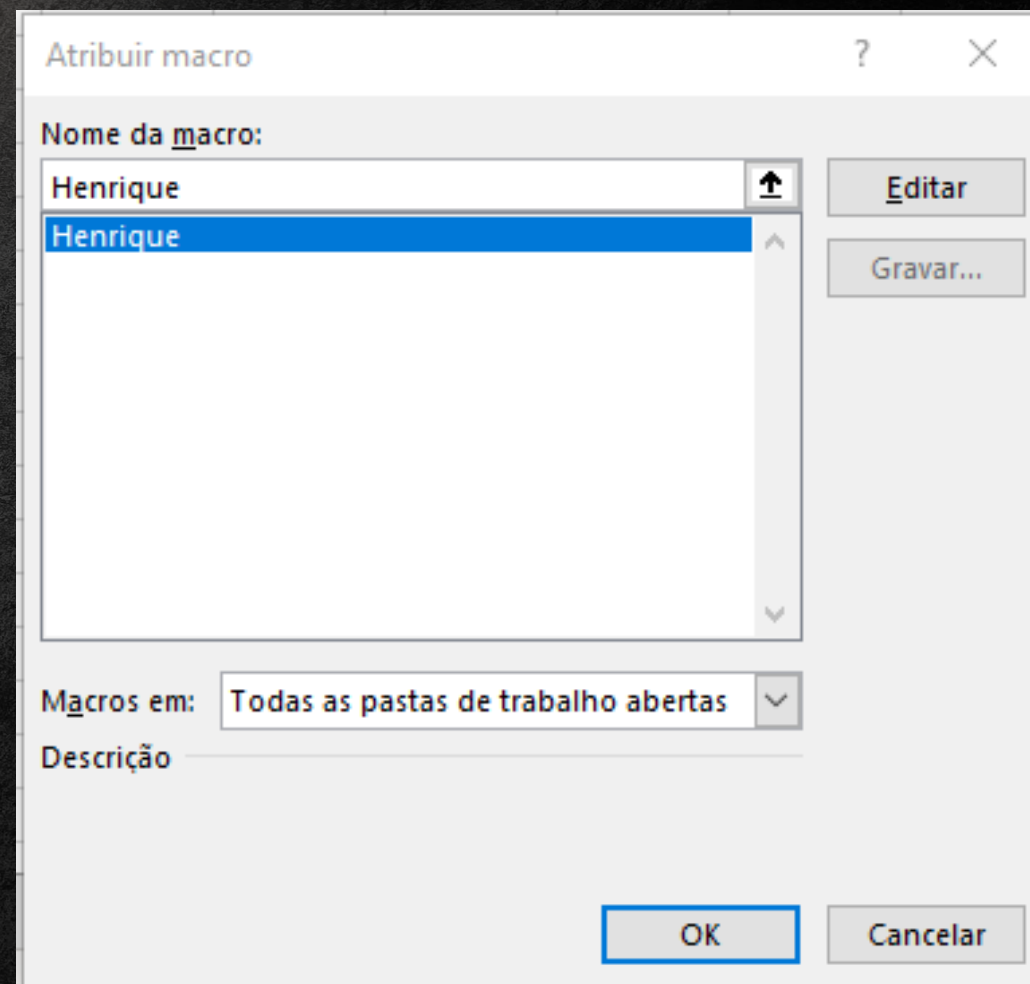 Atribuir macro ? ×
Nome da macro:
Henrique
Editar
Henrique
Gravar...
Macros em: Todas as pastas de trabalho abertas
Descrição
OK Cancelar